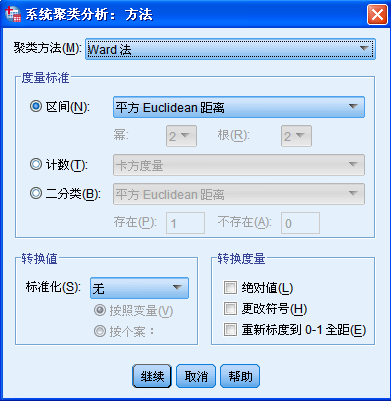 系统聚类分析：方法
聚类方法(M): Ward 法
度量标准
区间(N): 平方 Euclidean 距离
幂: 2 根(R): 2
计数(T): 卡方度量
二分类(B): 平方 Euclidean 距离
存在(P): 1 不存在(A): 0
转换值
标准化(S): 无
按照变量(V)
按个案：
转换度量
绝对值(L)
更改符号(H)
重新标度到 0-1 全距(E)
继续 取消 帮助